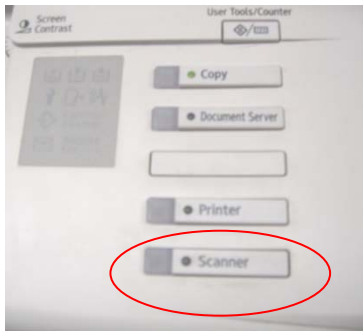 Screen
Contrast
User Tools/Counter
Copy
Document Server
Printer
Scanner